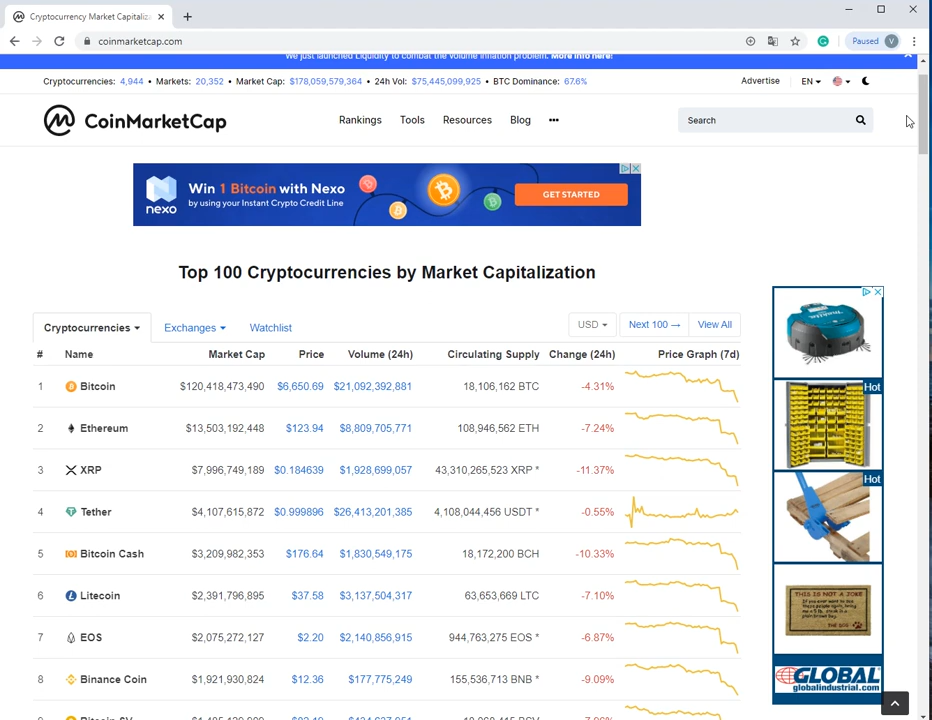 Cryptocurrency Market Capitaliza
coinmarketcap.com
Paused V
We just launched Liquidity to combat the volume inflation problem. More info here!
Cryptocurrencies: 4,944 • Markets: 20,352 • Market Cap: $178,059,579,364 • 24h Vol: $75,445,099,925 • BTC Dominance: 67.6%
Advertise EN
CoinMarketCap
Rankings Tools Resources Blog •••
Search
nexo
Win 1 Bitcoin with Nexo
by using your Instant Crypto Credit Line
GET STARTED
Top 100 Cryptocurrencies by Market Capitalization
Cryptocurrencies Exchanges Watchlist USD Next 100 → View All
# Name Market Cap Price Volume (24h) Circulating Supply Change (24h) Price Graph (7d)
1 Bitcoin $120,418,473,490 $6,650.69 $21,092,392,881 18,106,162 BTC -4.31%
2 Ethereum $13,503,192,448 $123.94 $8,809,705,771 108,946,562 ETH -7.24%
3 XRP $7,996,749,189 $0.184639 $1,928,699,057 43,310,265,523 XRP * -11.37%
4 Tether $4,107,615,872 $0.999896 $26,413,201,385 4,108,044,456 USDT * -0.55%
5 Bitcoin Cash $3,209,982,353 $176.64 $1,830,549,175 18,172,200 BCH -10.33%
6 Litecoin $2,391,796,895 $37.58 $3,137,504,317 63,653,669 LTC -7.10%
7 EOS $2,075,272,127 $2.20 $2,140,856,915 944,763,275 EOS * -6.87%
8 Binance Coin $1,921,930,824 $12.36 $177,775,249 155,536,713 BNB * -9.09%
Bitcoin SV
makita
Hot
Hot
THIS IS NOT A JOKE
GLOBAL
globalindustrial.com